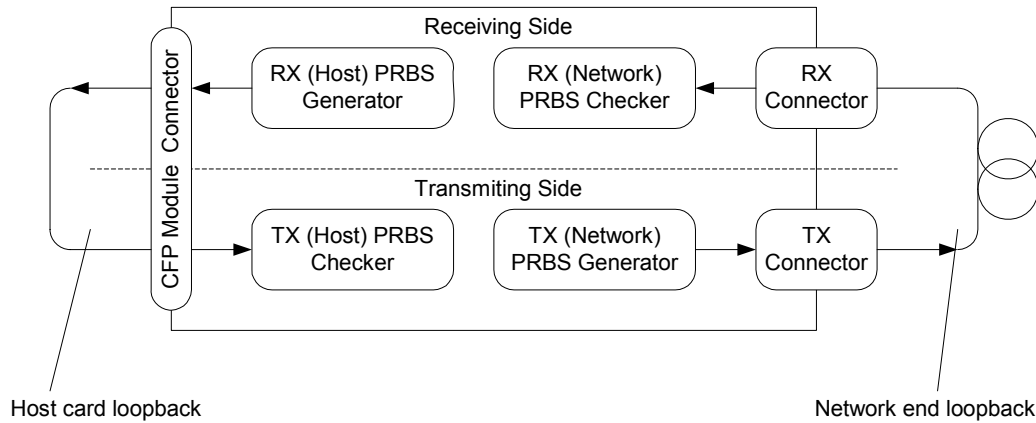 Receiving Side
RX (Host) PRBS
Generator
RX (Network)
PRBS Checker
RX
Connector
CFP Module Connector
Transmiting Side
TX (Host) PRBS
Checker
TX (Network)
PRBS Generator
TX
Connector
Host card loopback
Network end loopback